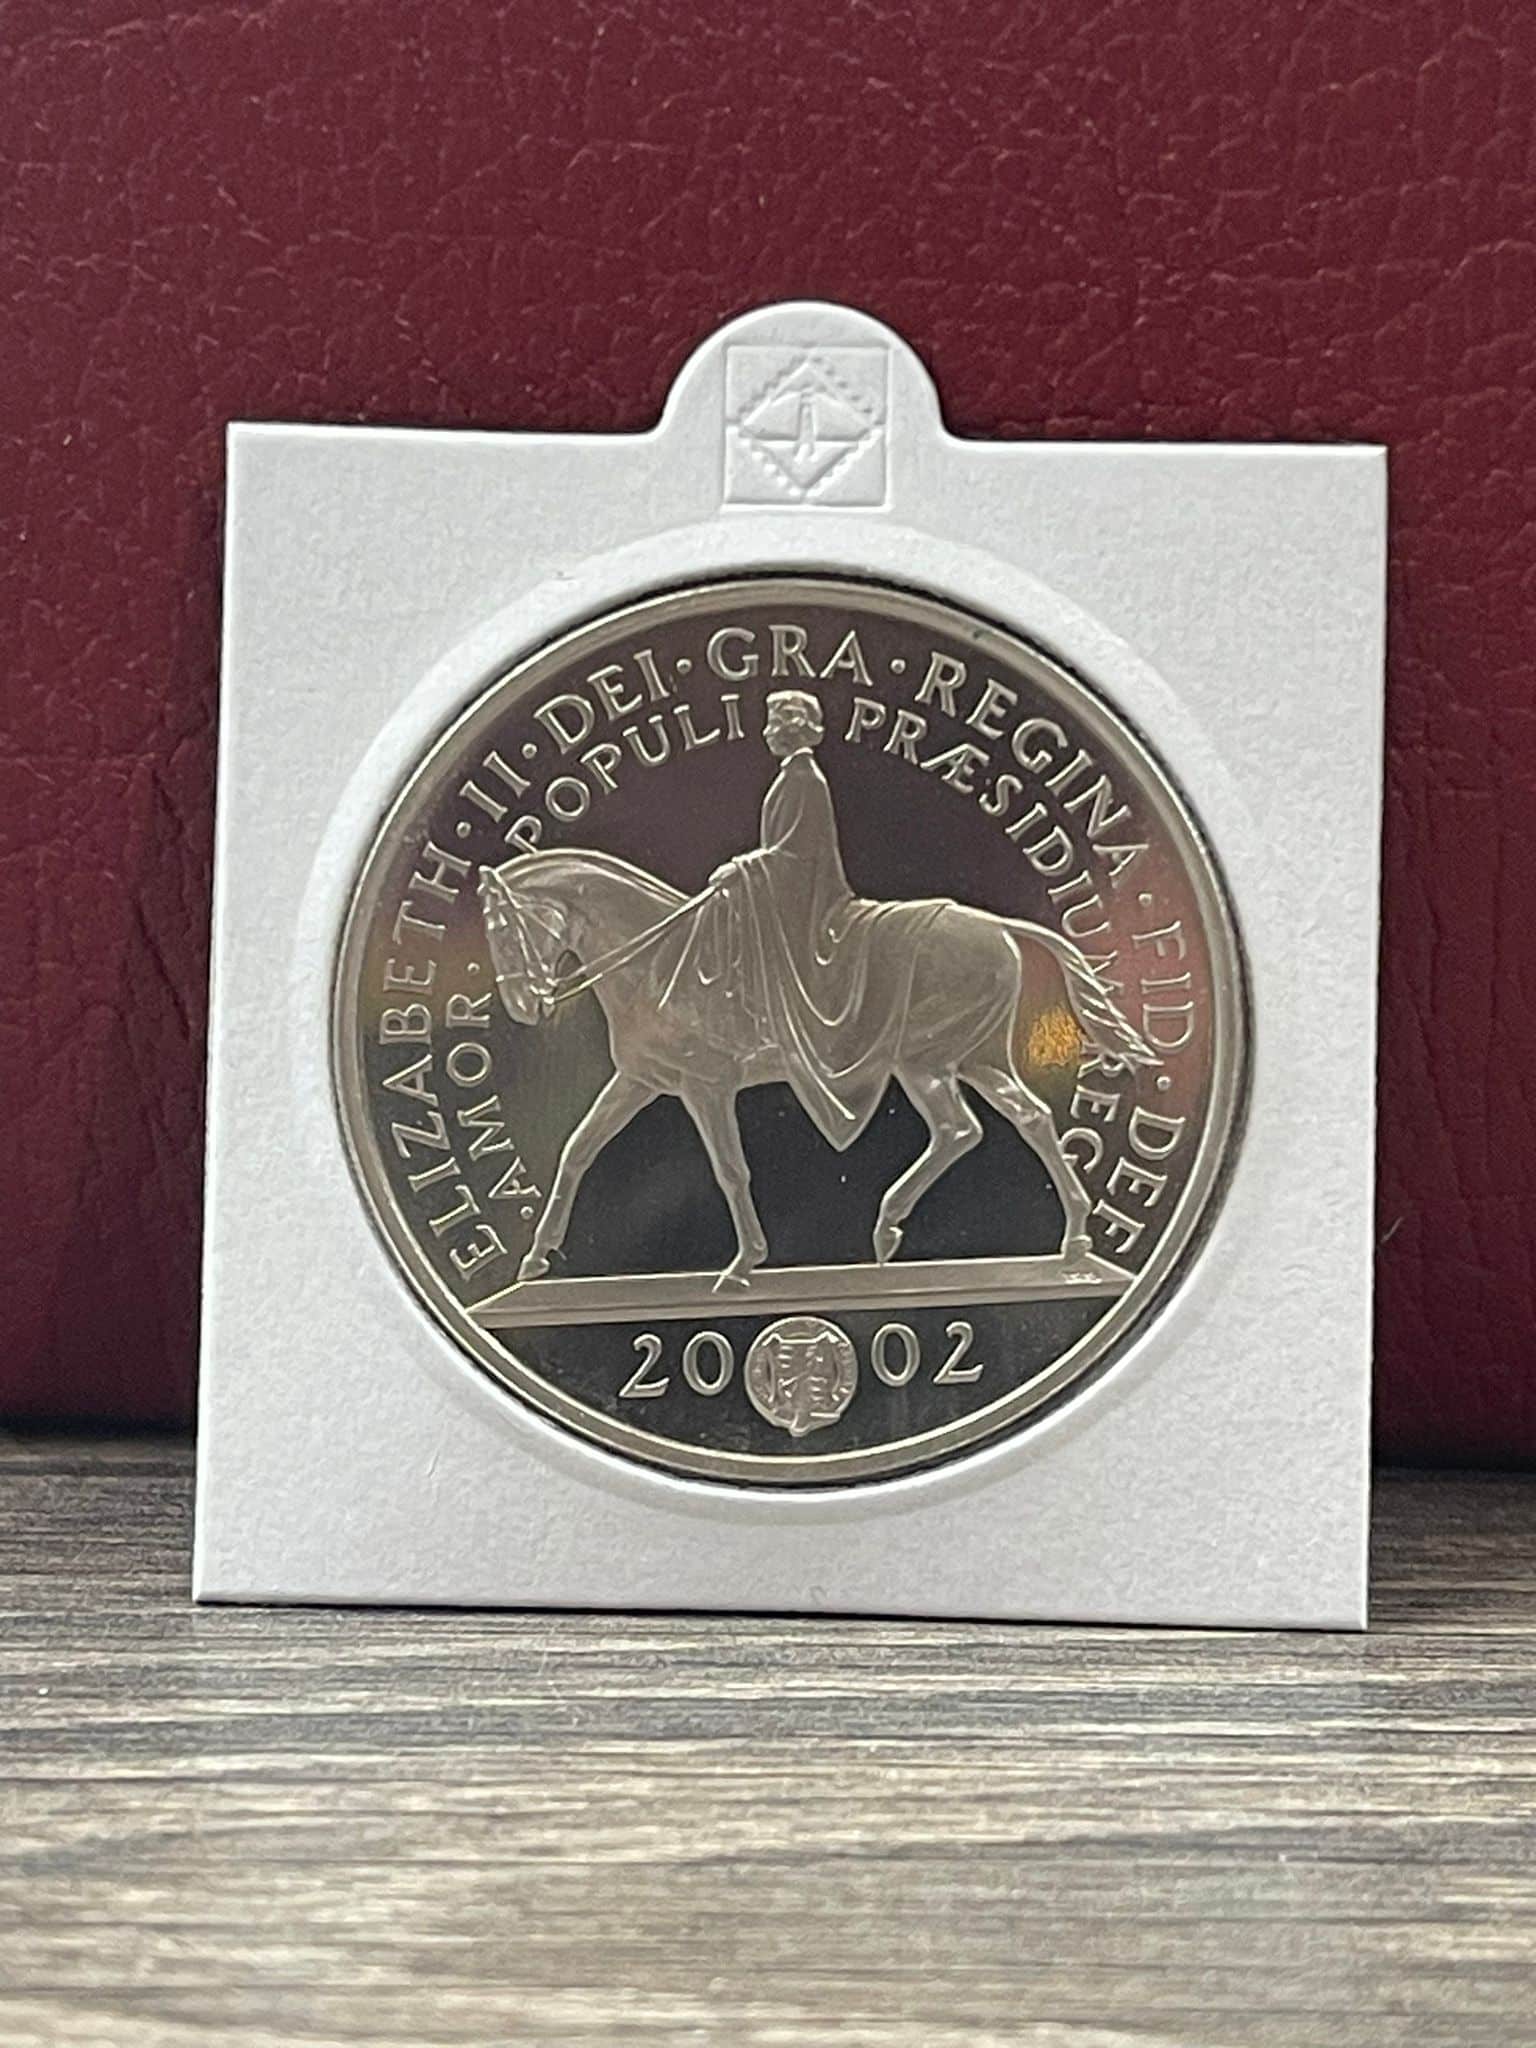 ELIZABETH · II · DEI · GRA · REGINA · FID · DEF
· AMOR · POPULI PRÆSIDIUM REG ·
2002